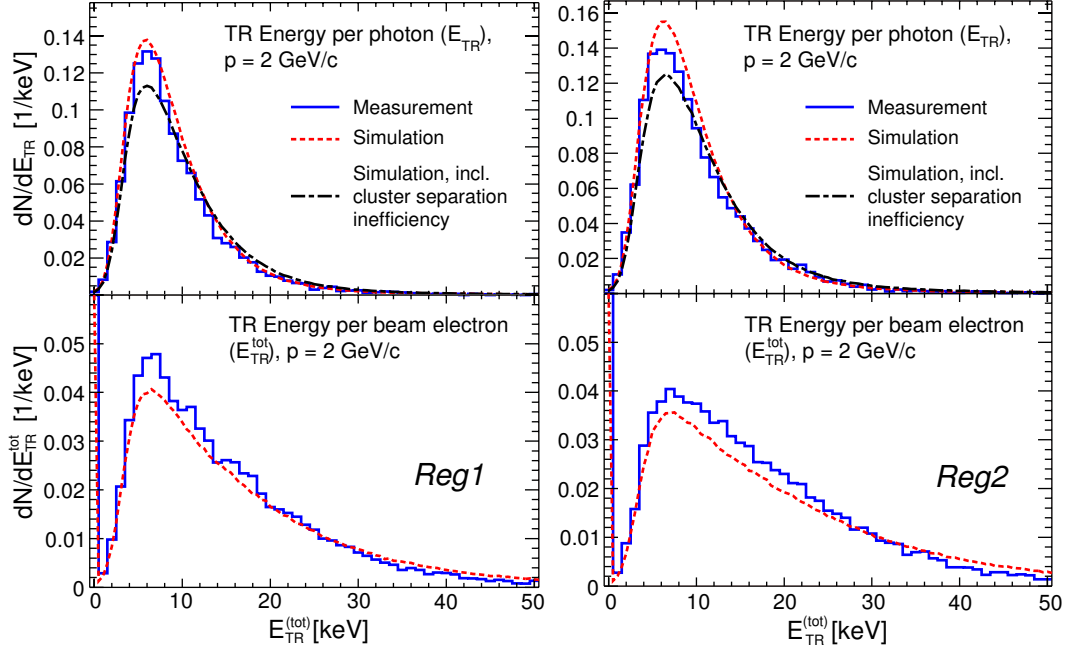 dN/dE_TR [1/keV]
0.14
0.12
0.1
0.08
0.06
0.04
0.02
0
TR Energy per photon (E_TR),
p = 2 GeV/c
Measurement
Simulation
Simulation, incl.
cluster separation
inefficiency
0.16
0.14
0.12
0.1
0.08
0.06
0.04
0.02
0
TR Energy per photon (E_TR),
p = 2 GeV/c
Measurement
Simulation
Simulation, incl.
cluster separation
inefficiency
dN/dE_TR^tot [1/keV]
0.05
0.04
0.03
0.02
0.01
0
TR Energy per beam electron
(E_TR^tot), p = 2 GeV/c
Reg1
0 10 20 30 40 50
E_TR^(tot) [keV]
0.05
0.04
0.03
0.02
0.01
0
TR Energy per beam electron
(E_TR^tot), p = 2 GeV/c
Reg2
0 10 20 30 40 50
E_TR^(tot) [keV]